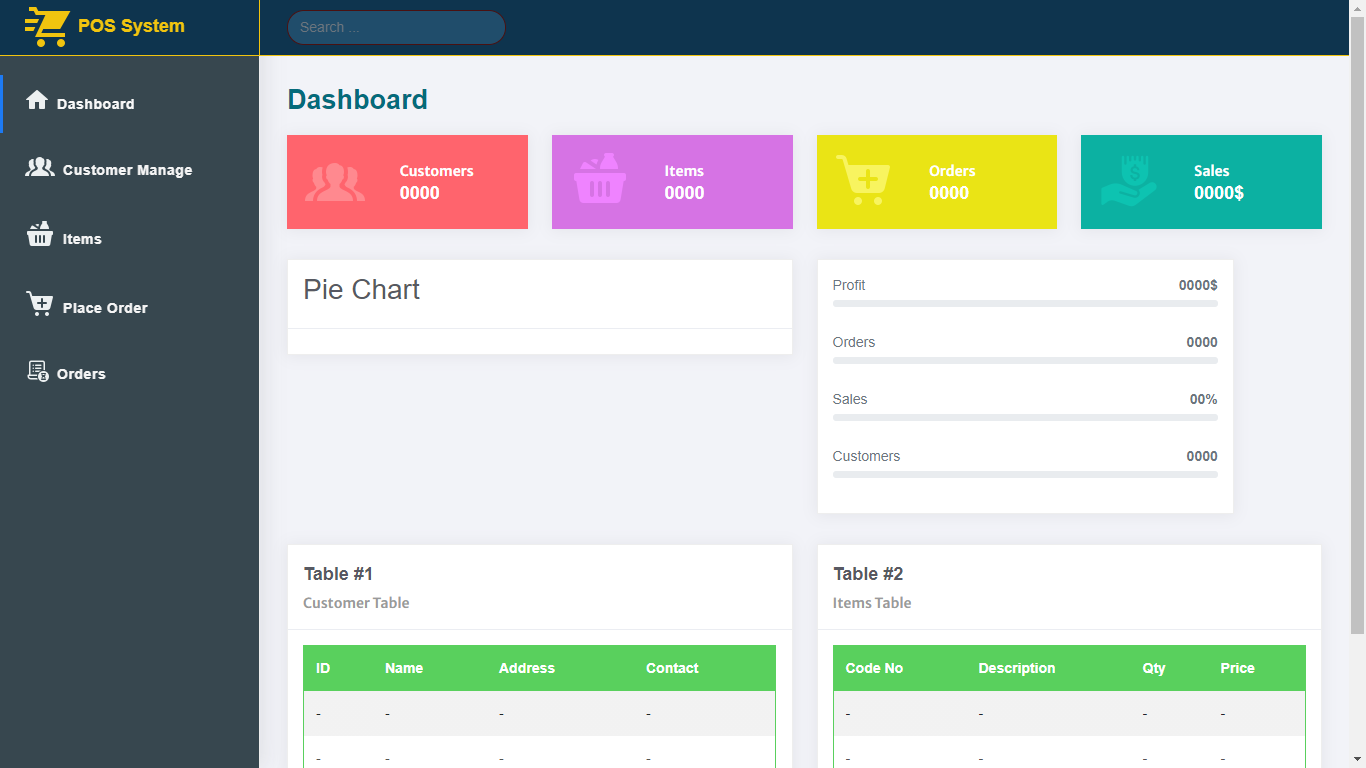 POS System
Search ...
Dashboard
Customer Manage
Items
Place Order
Orders
Dashboard
Customers
0000
Items
0000
Orders
0000
Sales
0000$
Pie Chart
Profit 0000$
Orders 0000
Sales 00%
Customers 0000
Table #1
Customer Table
ID Name Address Contact
- - - -
- - - -
Table #2
Items Table
Code No Description Qty Price
- - - -
- - - -